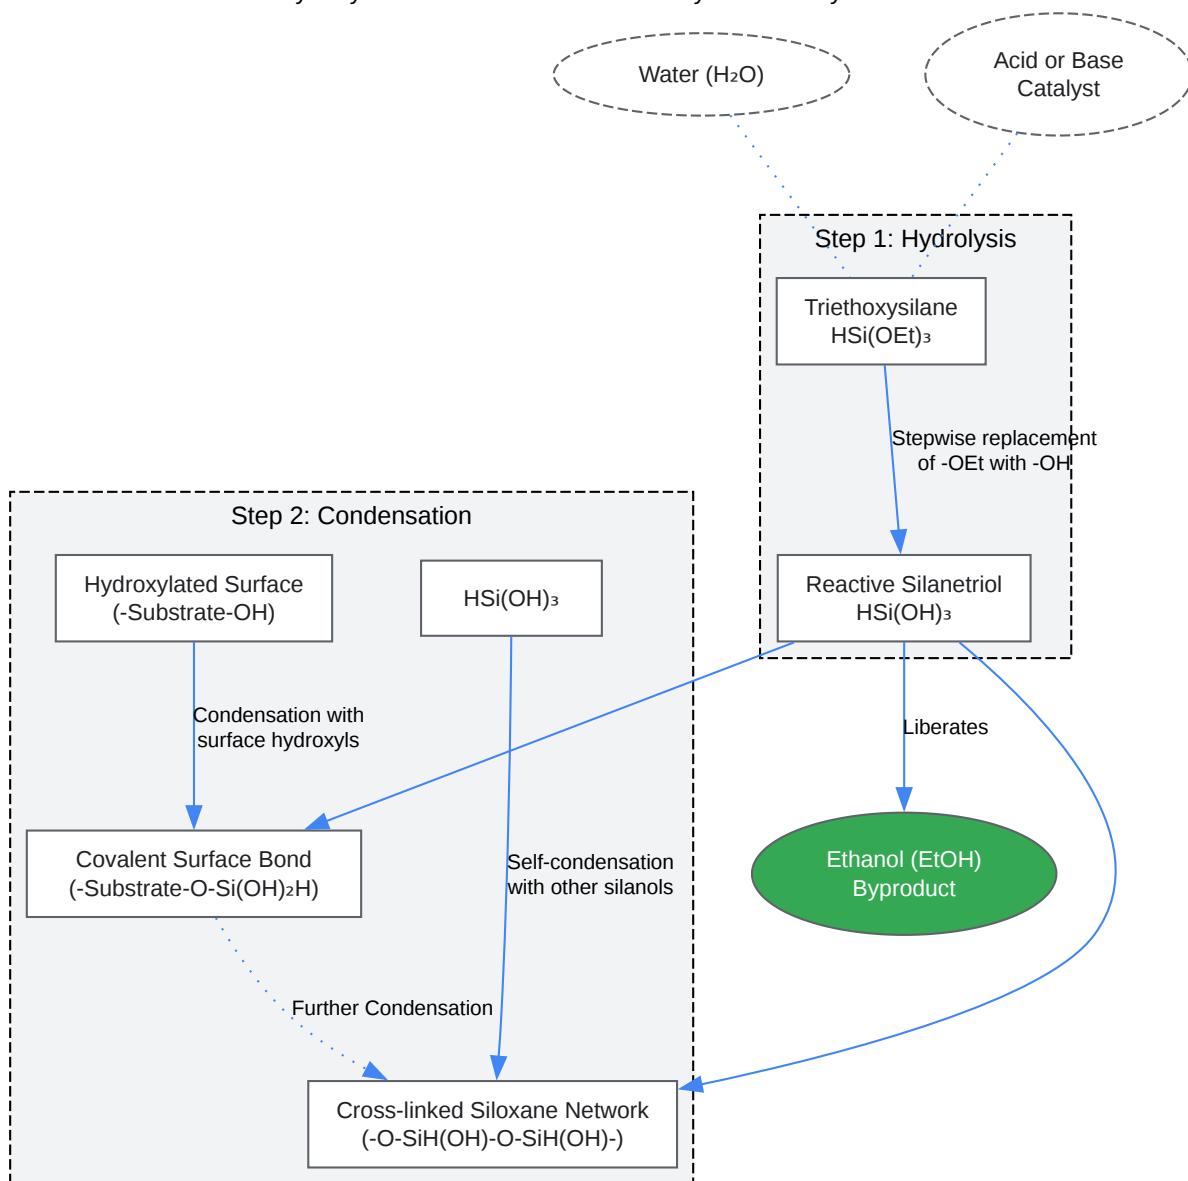 Water (H₂O)
Acid or Base
Catalyst
Step 1: Hydrolysis
Triethoxysilane
HSi(OEt)₃
Stepwise replacement
of -OEt with -OH
Step 2: Condensation
Hydroxylated Surface
(-Substrate-OH)
HSi(OH)₃
Reactive Silanetriol
HSi(OH)₃
Condensation with
surface hydroxyls
Liberates
Covalent Surface Bond
(-Substrate-O-Si(OH)₂H)
Self-condensation
with other silanols
Ethanol (EtOH)
Byproduct
Further Condensation
Cross-linked Siloxane Network
(-O-SiH(OH)-O-SiH(OH)-)